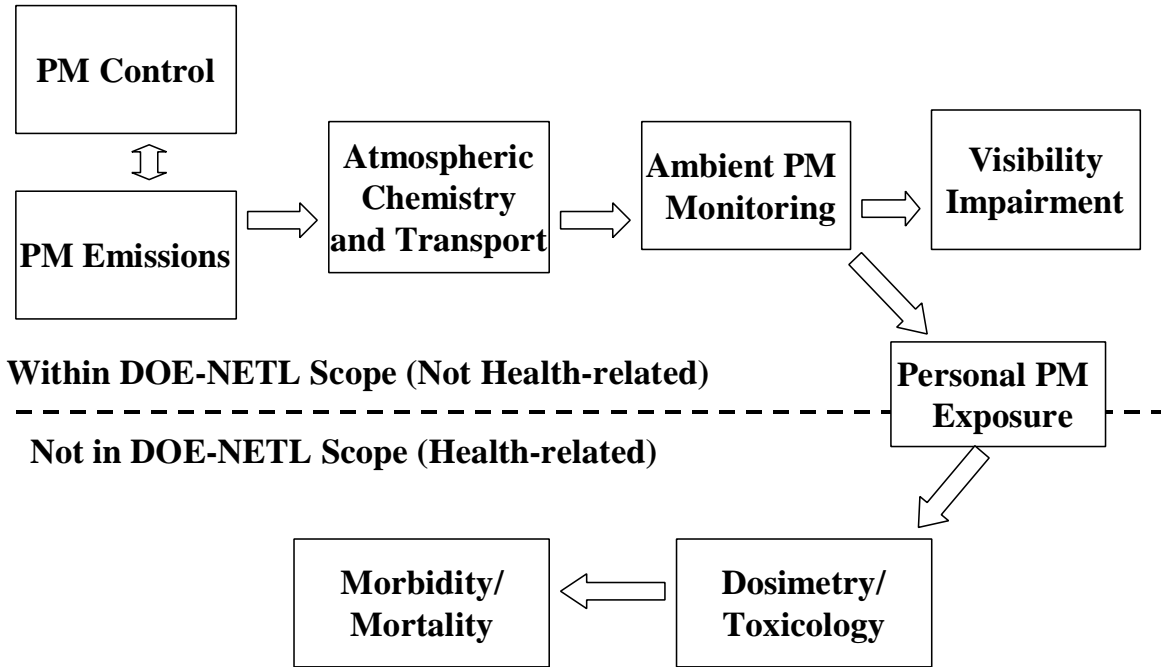 PM Control
PM Emissions
Atmospheric
Chemistry
and Transport
Ambient PM
Monitoring
Visibility
Impairment
Within DOE-NETL Scope (Not Health-related)
Personal PM
Exposure
Not in DOE-NETL Scope (Health-related)
Morbidity/
Mortality
Dosimetry/
Toxicology